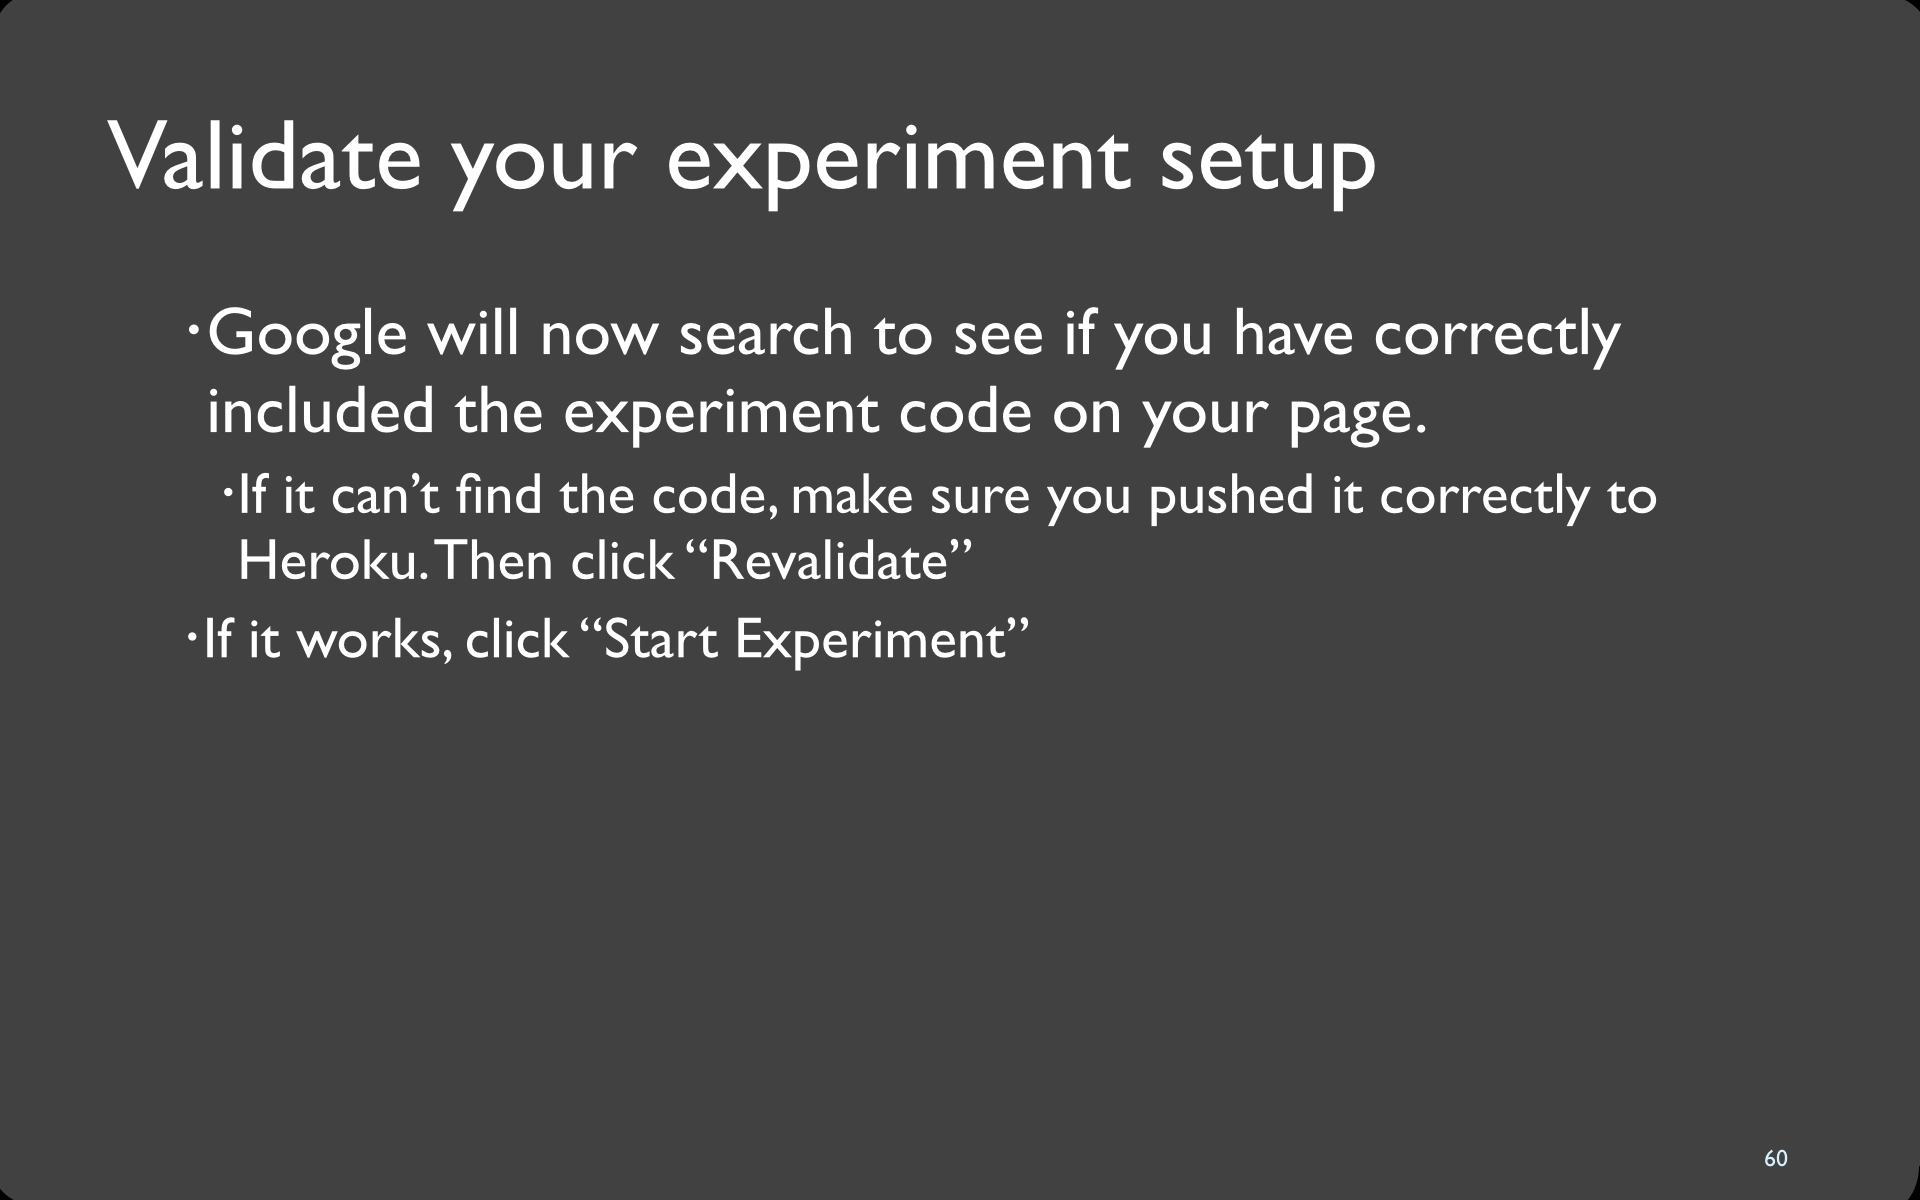 Validate your experiment setup
·Google will now search to see if you have correctly
included the experiment code on your page.
·If it can’t find the code, make sure you pushed it correctly to
Heroku. Then click “Revalidate”
·If it works, click “Start Experiment”
60